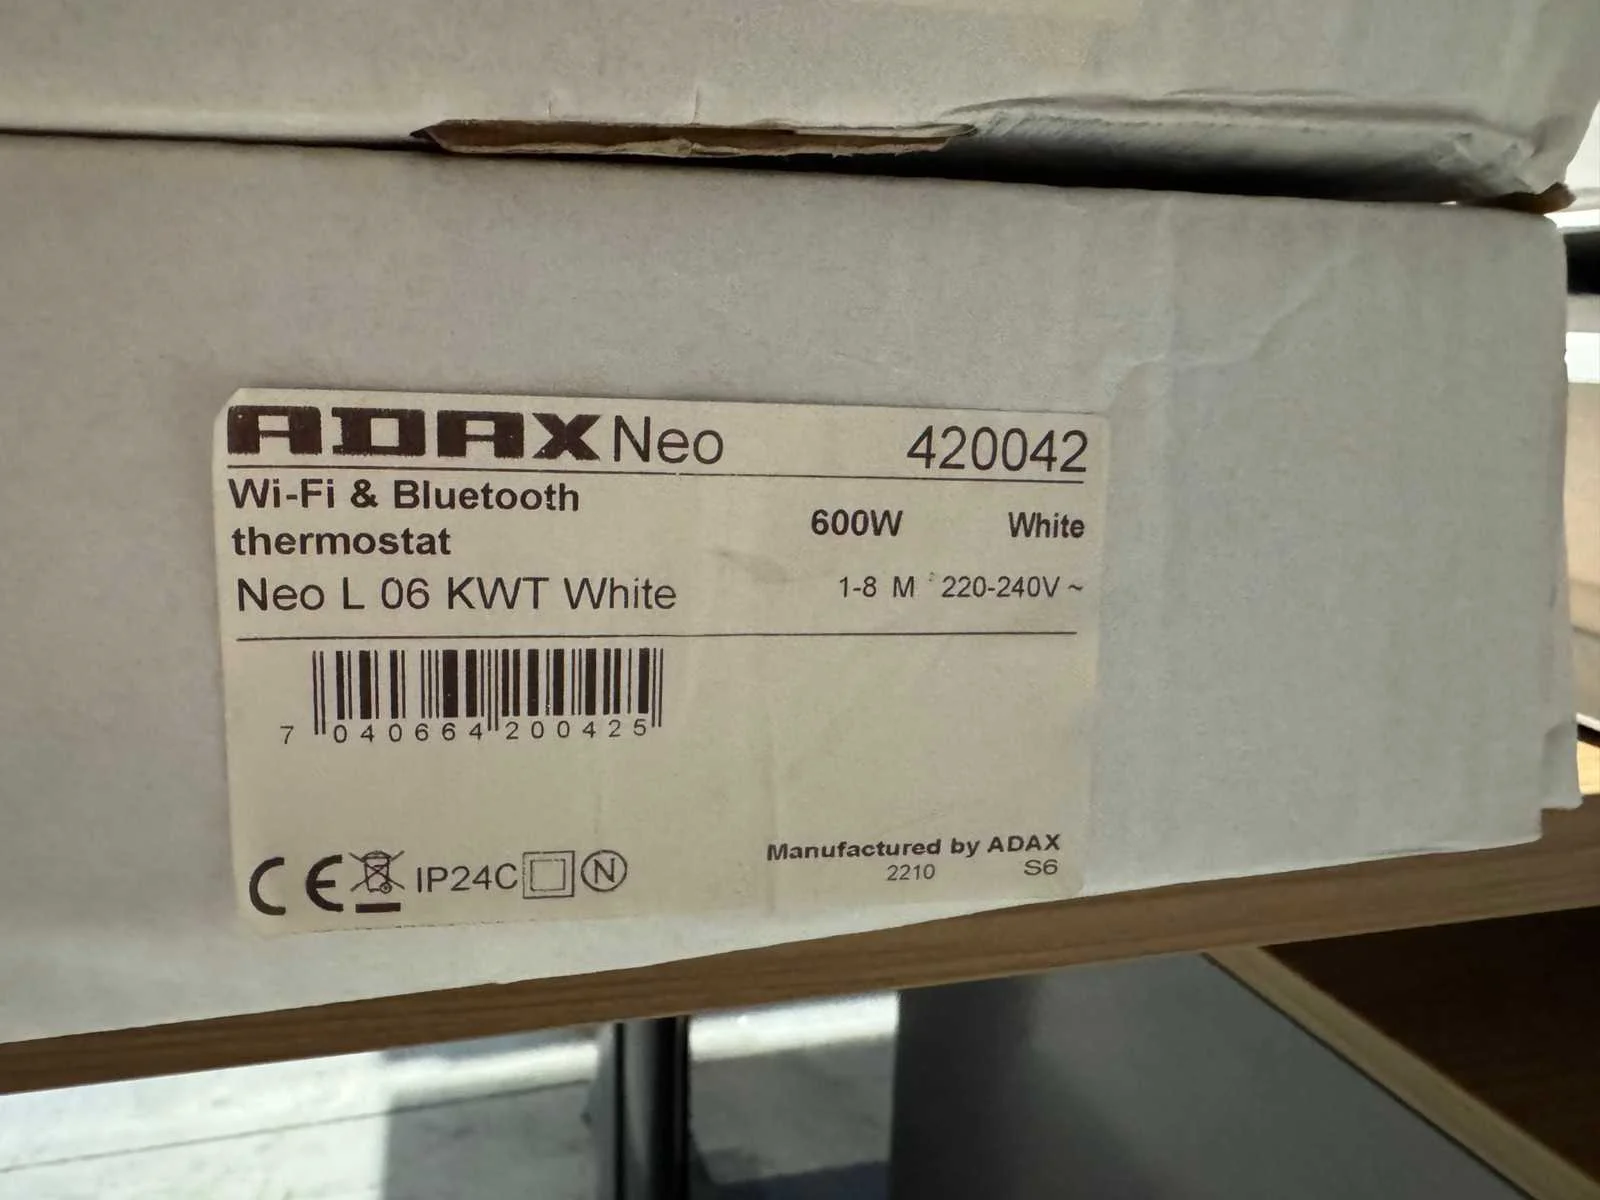 ADAX Neo 420042
Wi-Fi & Bluetooth
thermostat
600W White
Neo L 06 KWT White
1-8 M 220-240V ~
7 040664 200425
CE IP24C N
Manufactured by ADAX
2210 S6